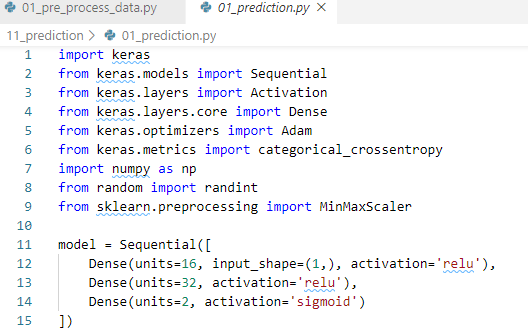 01_pre_process_data.py 01_prediction.py ×
11_prediction > 01_prediction.py
1 import keras
2 from keras.models import Sequential
3 from keras.layers import Activation
4 from keras.layers.core import Dense
5 from keras.optimizers import Adam
6 from keras.metrics import categorical_crossentropy
7 import numpy as np
8 from random import randint
9 from sklearn.preprocessing import MinMaxScaler
10
11 model = Sequential([
12     Dense(units=16, input_shape=(1,), activation='relu'),
13     Dense(units=32, activation='relu'),
14     Dense(units=2, activation='sigmoid')
15 ])